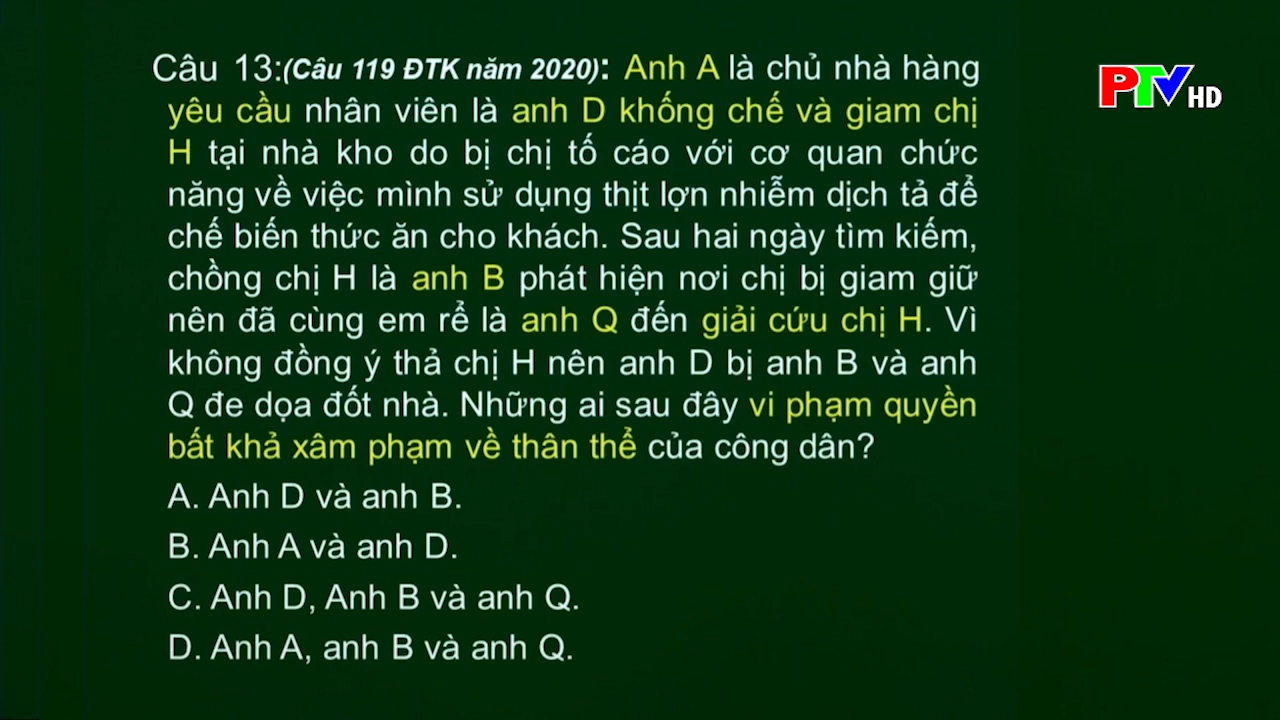 Câu 13:(Câu 119 ĐTK năm 2020): Anh A là chủ nhà hàng
yêu cầu nhân viên là anh D khống chế và giam chị
H tại nhà kho do bị chị tố cáo với cơ quan chức
năng về việc mình sử dụng thịt lợn nhiễm dịch tả để
chế biến thức ăn cho khách. Sau hai ngày tìm kiếm,
chồng chị H là anh B phát hiện nơi chị bị giam giữ
nên đã cùng em rể là anh Q đến giải cứu chị H. Vì
không đồng ý thả chị H nên anh D bị anh B và anh
Q đe dọa đốt nhà. Những ai sau đây vi phạm quyền
bất khả xâm phạm về thân thể của công dân?
A. Anh D và anh B.
B. Anh A và anh D.
C. Anh D, Anh B và anh Q.
D. Anh A, anh B và anh Q.
PTV HD